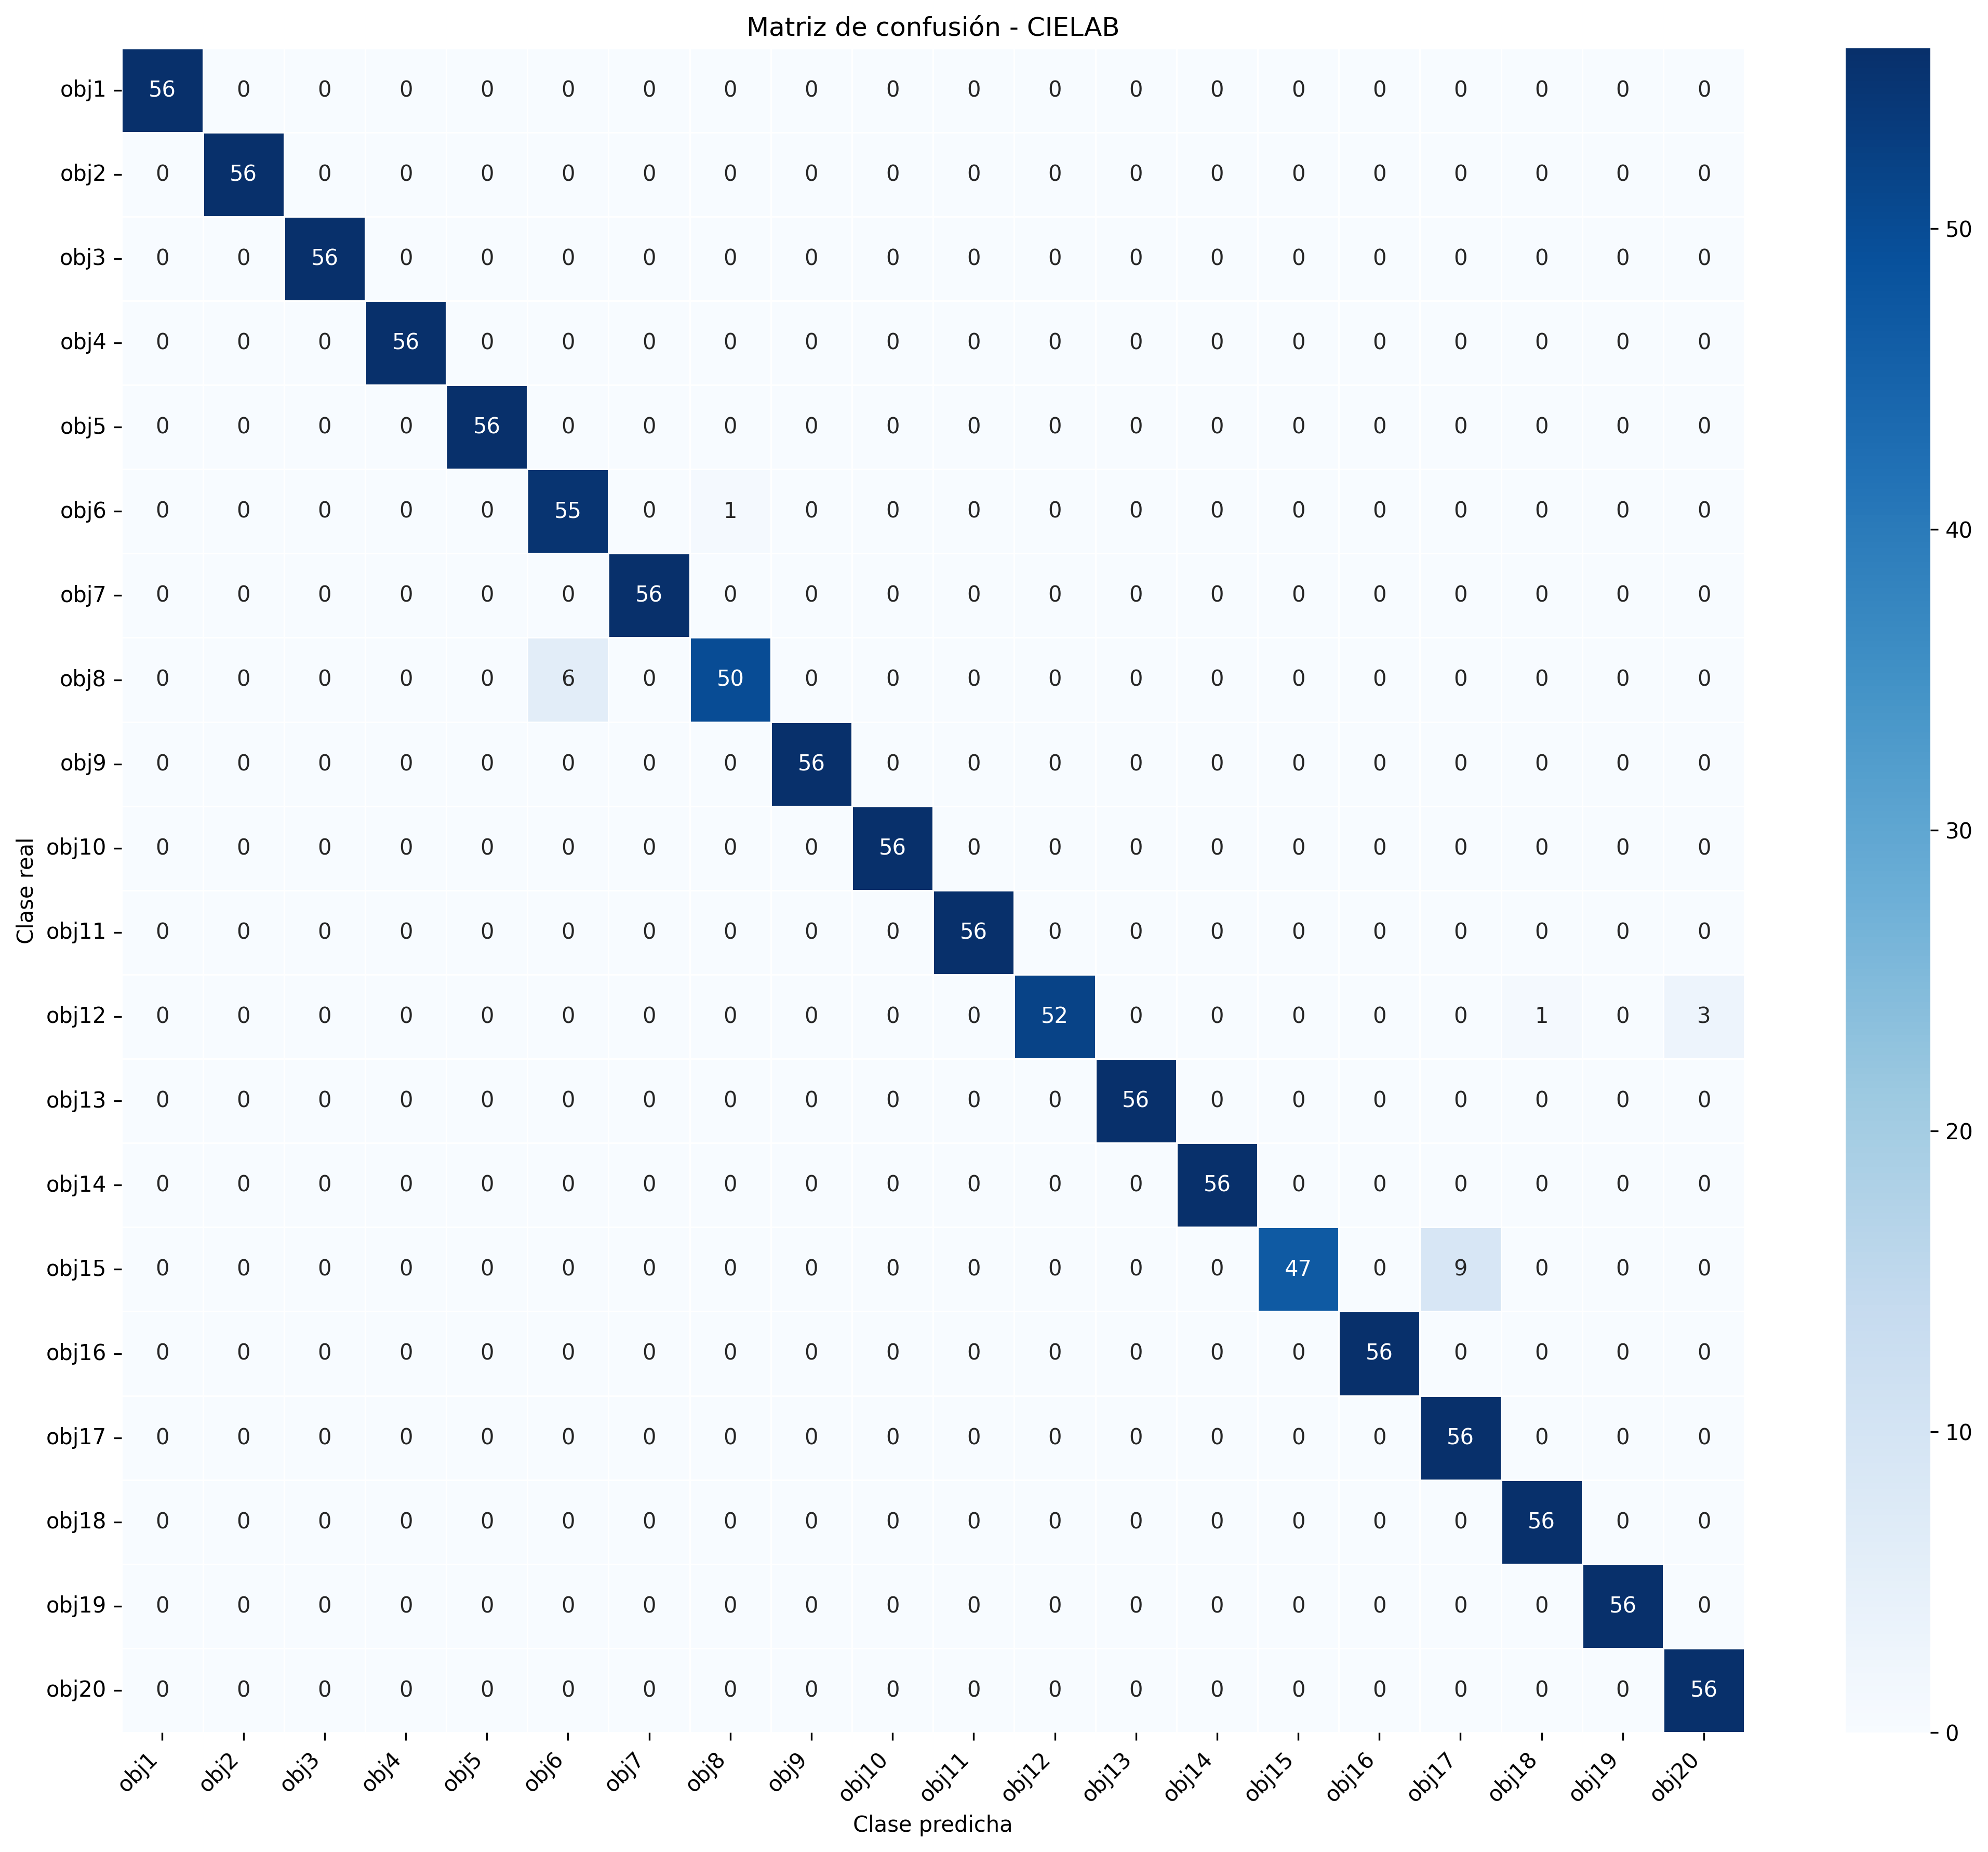 Matriz de confusión - CIELAB
obj1 56 0 0 0 0 0 0 0 0 0 0 0 0 0 0 0 0 0 0 0
obj2 0 56 0 0 0 0 0 0 0 0 0 0 0 0 0 0 0 0 0 0
obj3 0 0 56 0 0 0 0 0 0 0 0 0 0 0 0 0 0 0 0 0
obj4 0 0 0 56 0 0 0 0 0 0 0 0 0 0 0 0 0 0 0 0
obj5 0 0 0 0 56 0 0 0 0 0 0 0 0 0 0 0 0 0 0 0
obj6 0 0 0 0 0 55 0 1 0 0 0 0 0 0 0 0 0 0 0 0
obj7 0 0 0 0 0 0 56 0 0 0 0 0 0 0 0 0 0 0 0 0
obj8 0 0 0 0 0 6 0 50 0 0 0 0 0 0 0 0 0 0 0 0
obj9 0 0 0 0 0 0 0 0 56 0 0 0 0 0 0 0 0 0 0 0
obj10 0 0 0 0 0 0 0 0 0 56 0 0 0 0 0 0 0 0 0 0
obj11 0 0 0 0 0 0 0 0 0 0 56 0 0 0 0 0 0 0 0 0
obj12 0 0 0 0 0 0 0 0 0 0 0 52 0 0 0 0 0 1 0 3
obj13 0 0 0 0 0 0 0 0 0 0 0 0 56 0 0 0 0 0 0 0
obj14 0 0 0 0 0 0 0 0 0 0 0 0 0 56 0 0 0 0 0 0
obj15 0 0 0 0 0 0 0 0 0 0 0 0 0 0 47 0 9 0 0 0
obj16 0 0 0 0 0 0 0 0 0 0 0 0 0 0 0 56 0 0 0 0
obj17 0 0 0 0 0 0 0 0 0 0 0 0 0 0 0 0 56 0 0 0
obj18 0 0 0 0 0 0 0 0 0 0 0 0 0 0 0 0 0 56 0 0
obj19 0 0 0 0 0 0 0 0 0 0 0 0 0 0 0 0 0 0 56 0
obj20 0 0 0 0 0 0 0 0 0 0 0 0 0 0 0 0 0 0 0 56
obj1 obj2 obj3 obj4 obj5 obj6 obj7 obj8 obj9 obj10 obj11 obj12 obj13 obj14 obj15 obj16 obj17 obj18 obj19 obj20
Clase predicha
Clase real
50
40
30
20
10
0